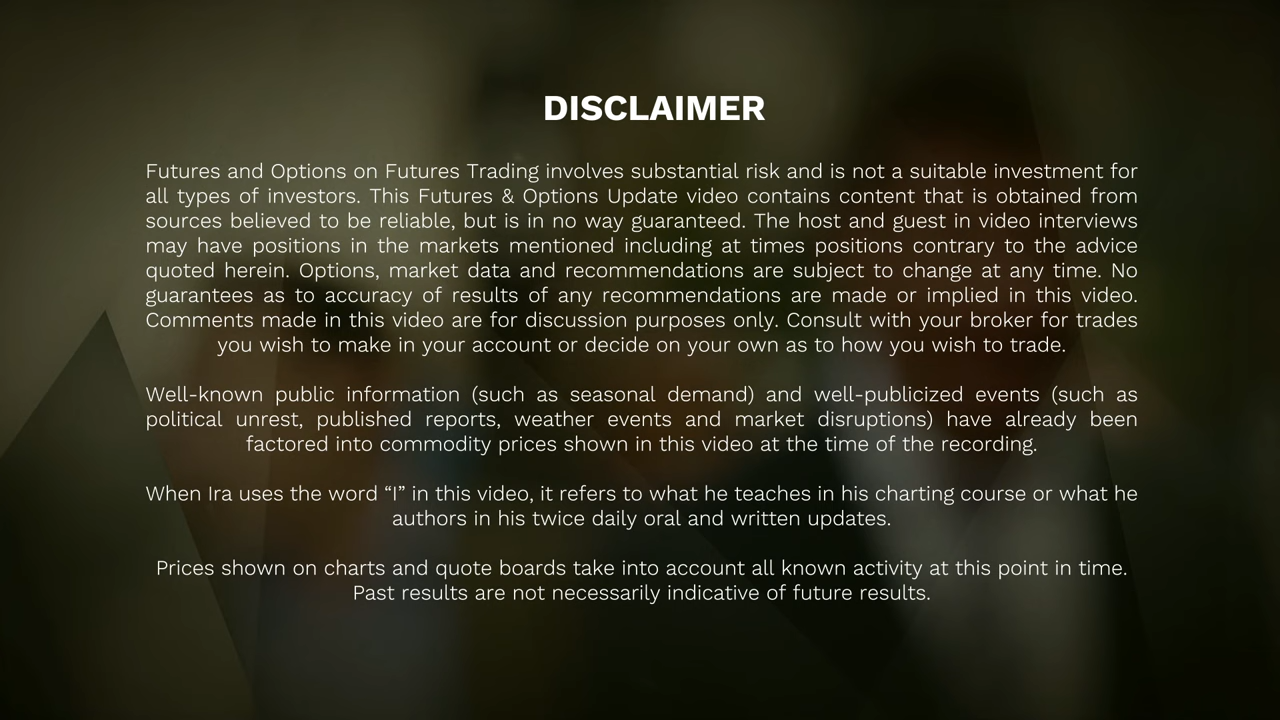 DISCLAIMER
Futures and Options on Futures Trading involves substantial risk and is not a suitable investment for
all types of investors. This Futures & Options Update video contains content that is obtained from
sources believed to be reliable, but is in no way guaranteed. The host and guest in video interviews
may have positions in the markets mentioned including at times positions contrary to the advice
quoted herein. Options, market data and recommendations are subject to change at any time. No
guarantees as to accuracy of results of any recommendations are made or implied in this video.
Comments made in this video are for discussion purposes only. Consult with your broker for trades
you wish to make in your account or decide on your own as to how you wish to trade.
Well-known public information (such as seasonal demand) and well-publicized events (such as
political unrest, published reports, weather events and market disruptions) have already been
factored into commodity prices shown in this video at the time of the recording.
When Ira uses the word “I” in this video, it refers to what he teaches in his charting course or what he
authors in his twice daily oral and written updates.
Prices shown on charts and quote boards take into account all known activity at this point in time.
Past results are not necessarily indicative of future results.